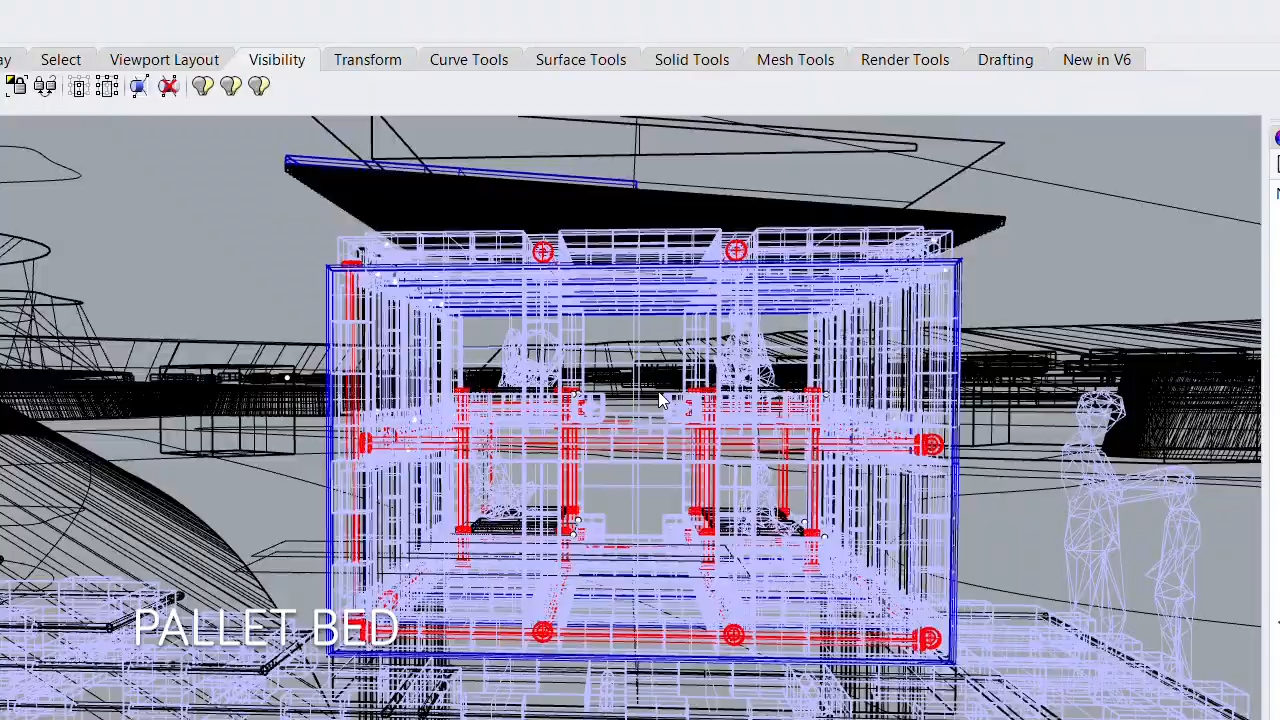 ay Select Viewport Layout Visibility Transform Curve Tools Surface Tools Solid Tools Mesh Tools Render Tools Drafting New in V6
PALLET BED